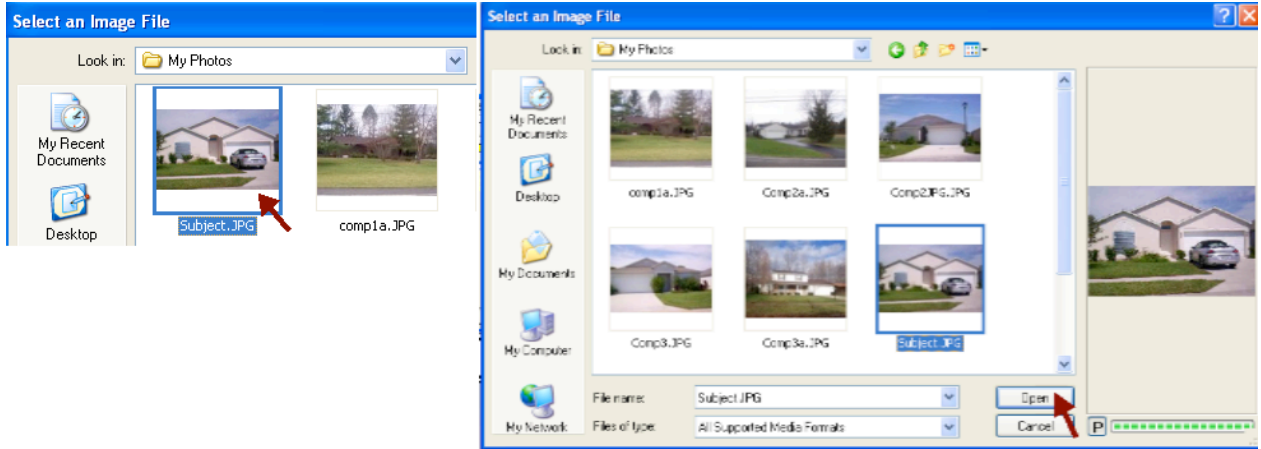 Select an Image File
Look in: My Photos
My Recent
Documents
Desktop
Subject.JPG
comp1a.JPG
Select an Image File
Look in: My Photos
My Recent
Documents
Desktop
My Documents
My Computer
My Network
comp1a.JPG
Comp2a.JPG
Comp2JPG.JPG
Comp3.JPG
Comp3a.JPG
Subject.JPG
File name: Subject.JPG
Open
Files of type: All Supported Media Formats
Cancel
P